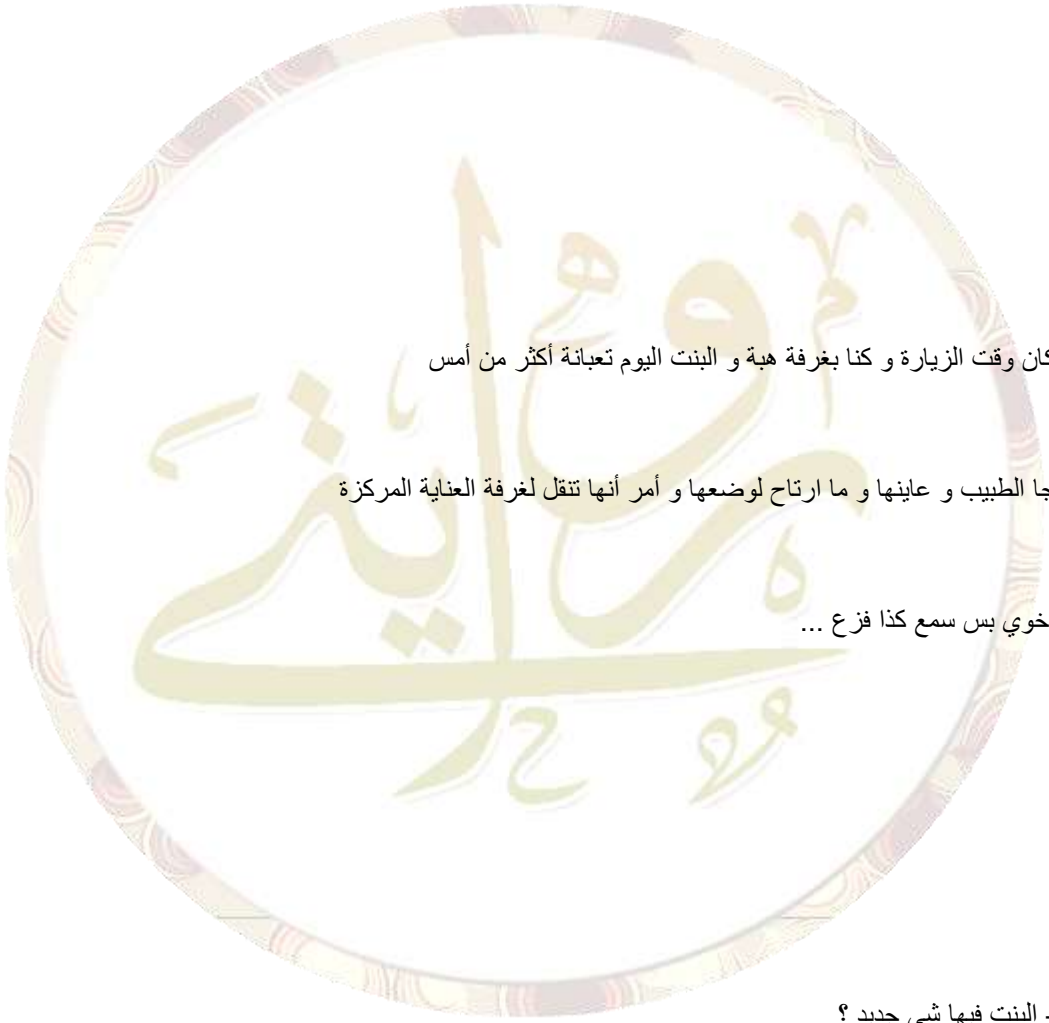 كان وقت الزيارة و كنا بغرفة هبة و البنت اليوم تعبانة أكثر من أمس
جا الطبيب و عاينها و ما ارتاح لوضعها و أمر أنها تنقل لغرفة العناية المركزة
خوي بس سمع كذا فزع ...
- البنت فيها شي جديد ؟